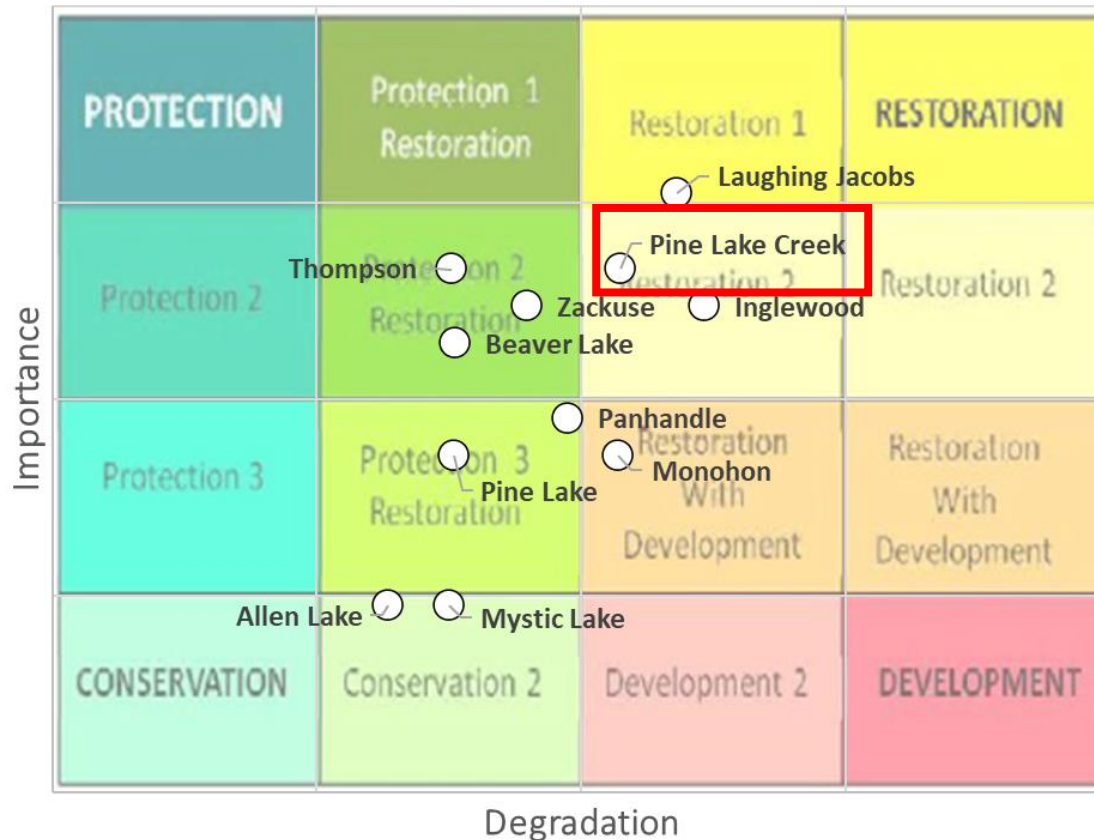 PROTECTION
Protection 1
Restoration
Restoration 1
RESTORATION
Laughing Jacobs
Protection 2
Thompson
Protection 2
Restoration
Zackuse
Beaver Lake
Pine Lake Creek
Restoration 2
Inglewood
Restoration 2
Importance
Protection 3
Protection 3
Restoration
Pine Lake
Panhandle
Restoration
With
Development
Monohon
Restoration
With
Development
Allen Lake
Mystic Lake
CONSERVATION
Conservation 2
Development 2
DEVELOPMENT
Degradation